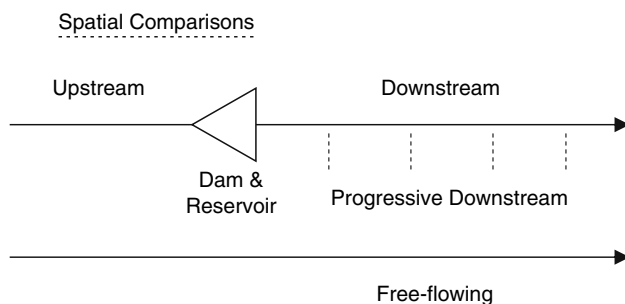 Spatial Comparisons
Upstream
Downstream
Dam &
Reservoir
Progressive Downstream
Free-flowing